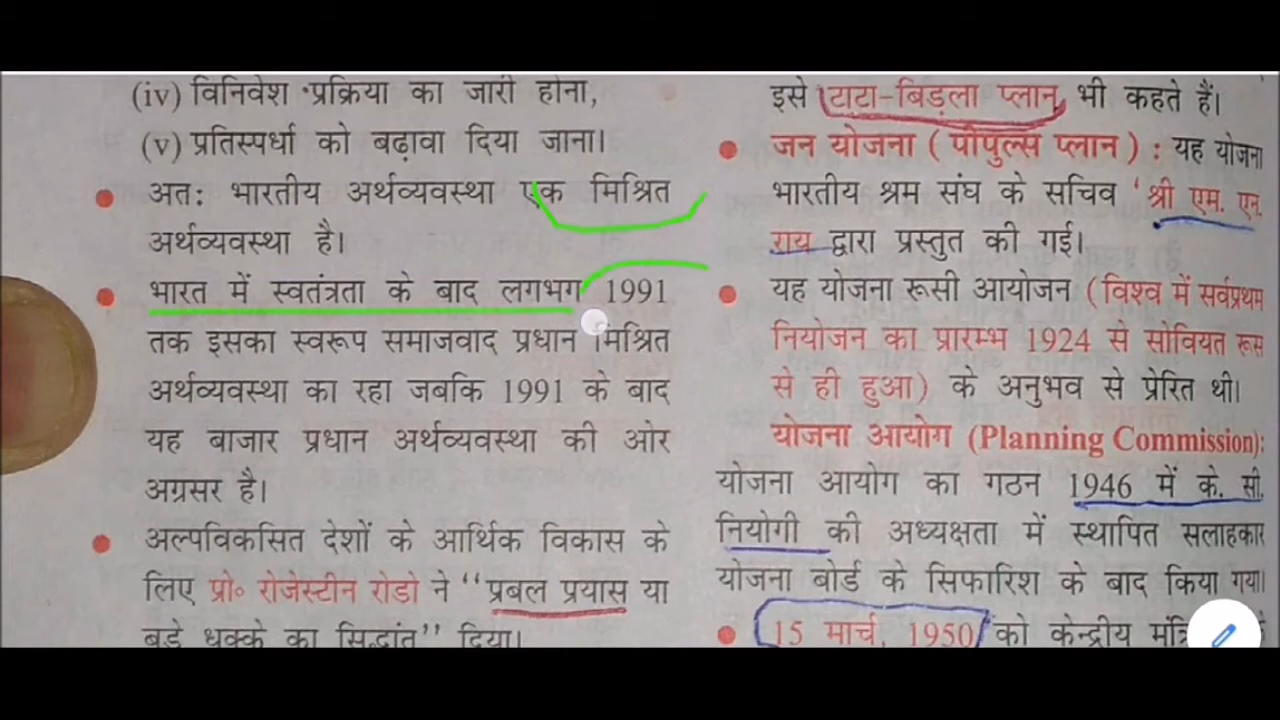 (iv) विनिवेश प्रक्रिया का जारी होना,
(v) प्रतिस्पर्धा को बढ़ावा दिया जाना।
अतः भारतीय अर्थव्यवस्था एक मिश्रित
अर्थव्यवस्था है।
भारत में स्वतंत्रता के बाद लगभग 1991
तक इसका स्वरूप समाजवाद प्रधान मिश्रित
अर्थव्यवस्था का रहा जबकि 1991 के बाद
यह बाजार प्रधान अर्थव्यवस्था की ओर
अग्रसर है।
अल्पविकसित देशों के आर्थिक विकास के
लिए प्रो॰ रोजेस्टीन रोडो ने “प्रबल प्रयास या
बड़े धक्के का सिद्धांत” दिया।
इसे टाटा-बिड़ला प्लान भी कहते हैं।
जन योजना (पीपुल्स प्लान) : यह योजना
भारतीय श्रम संघ के सचिव 'श्री एम. एन.
राय द्वारा प्रस्तुत की गई।
यह योजना रूसी आयोजन (विश्व में सर्वप्रथम
नियोजन का प्रारम्भ 1924 से सोवियत रूस
से ही हुआ) के अनुभव से प्रेरित थी।
योजना आयोग (Planning Commission):
योजना आयोग का गठन 1946 में के. सी.
नियोगी की अध्यक्षता में स्थापित सलाहकार
योजना बोर्ड के सिफारिश के बाद किया गया।
15 मार्च, 1950 को केन्द्रीय